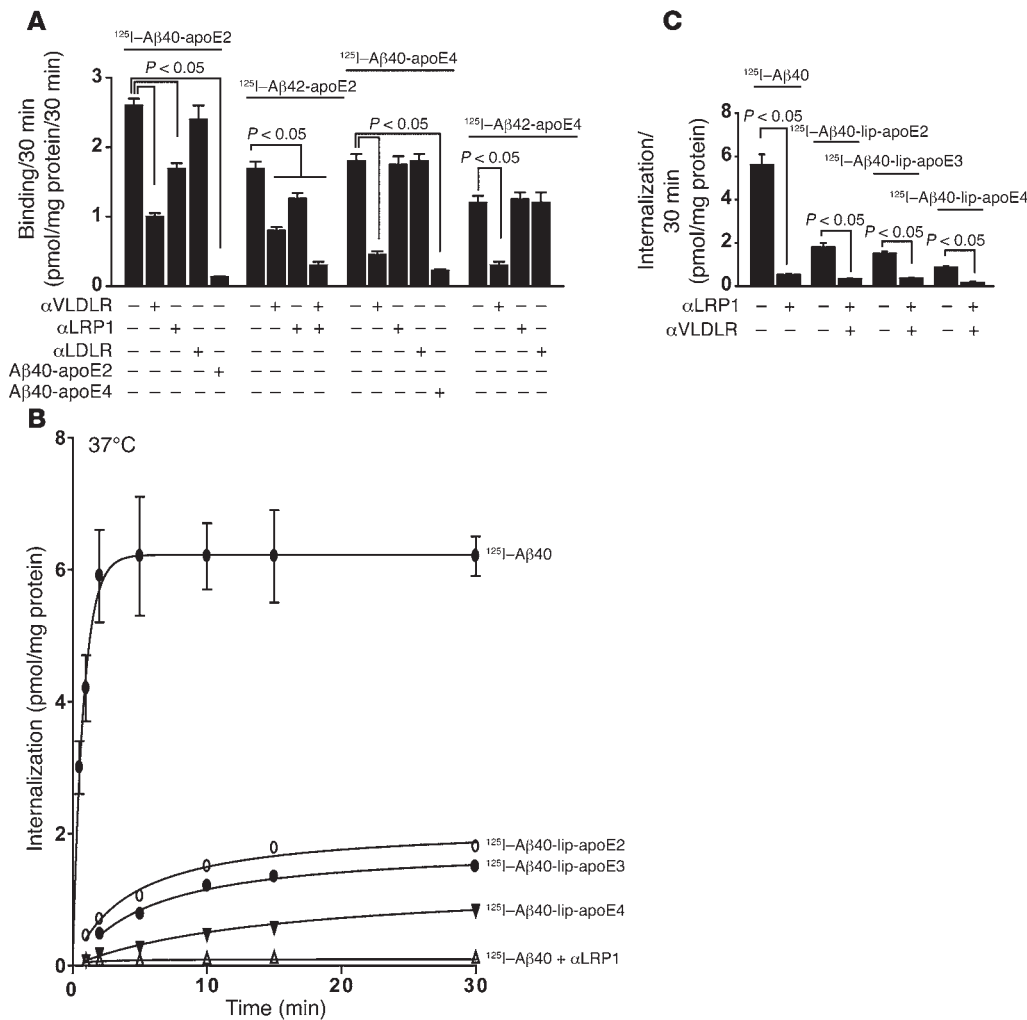 A
¹²⁵I–Aβ40-apoE2
P < 0.05
¹²⁵I–Aβ42-apoE2
P < 0.05
¹²⁵I–Aβ40-apoE4
P < 0.05
¹²⁵I–Aβ42-apoE4
P < 0.05
Binding/30 min
(pmol/mg protein/30 min)
3
2
1
0
αVLDLR – + – – – – + – + – + – – – – + – –
αLRP1 – – + – – – – + + – – + – – – – + –
αLDLR – – – + – – – – – – – – + – – – – +
Aβ40-apoE2 – – – – + – – – – – – – – – – – – –
Aβ40-apoE4 – – – – – – – – – – – – – + – – – –
C
¹²⁵I–Aβ40
P < 0.05
¹²⁵I–Aβ40-lip-apoE2
¹²⁵I–Aβ40-lip-apoE3
¹²⁵I–Aβ40-lip-apoE4
P < 0.05
P < 0.05
P < 0.05
Internalization/
30 min
(pmol/mg protein)
8
6
4
2
0
αLRP1 – + – – – – – +
αVLDLR – – – + – + – +
B
37°C
Internalization (pmol/mg protein)
8
6
4
2
0
¹²⁵I–Aβ40
¹²⁵I–Aβ40-lip-apoE2
¹²⁵I–Aβ40-lip-apoE3
¹²⁵I–Aβ40-lip-apoE4
¹²⁵I–Aβ40 + αLRP1
0 10 20 30
Time (min)